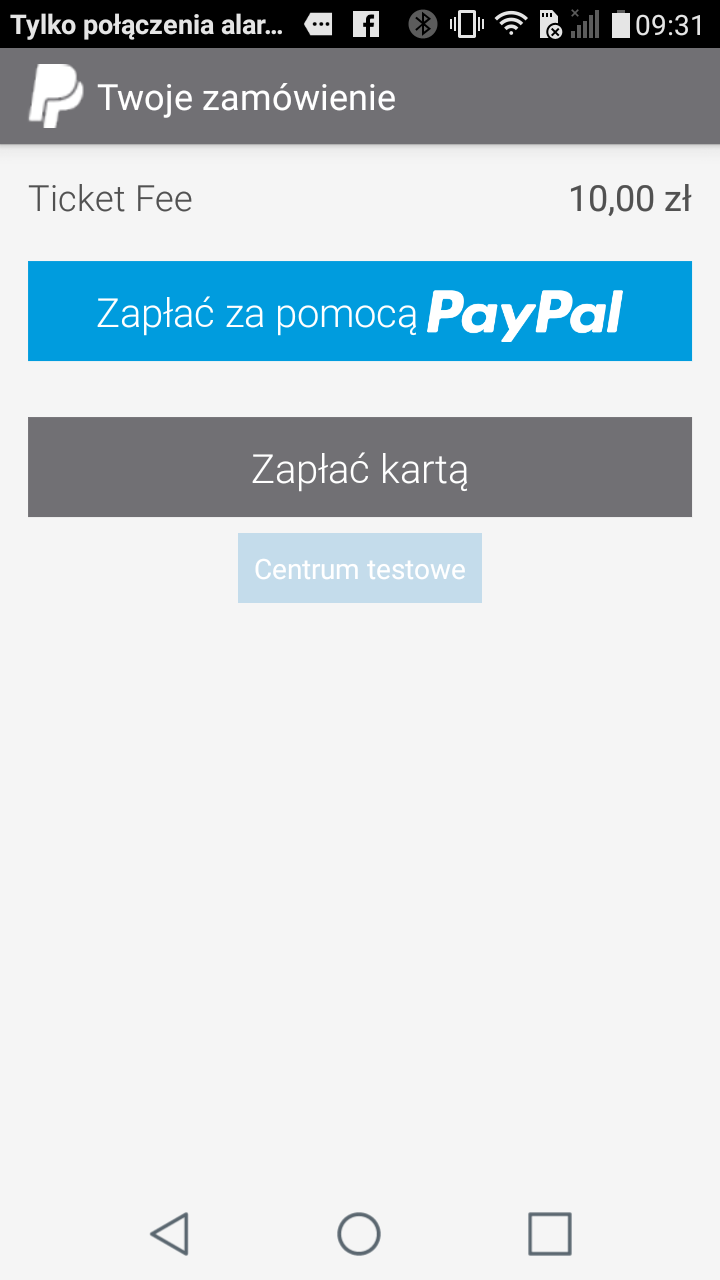 Tylko połączenia alar... 09:31
Twoje zamówienie
Ticket Fee 10,00 zł
Zapłać za pomocą PayPal
Zapłać kartą
Centrum testowe